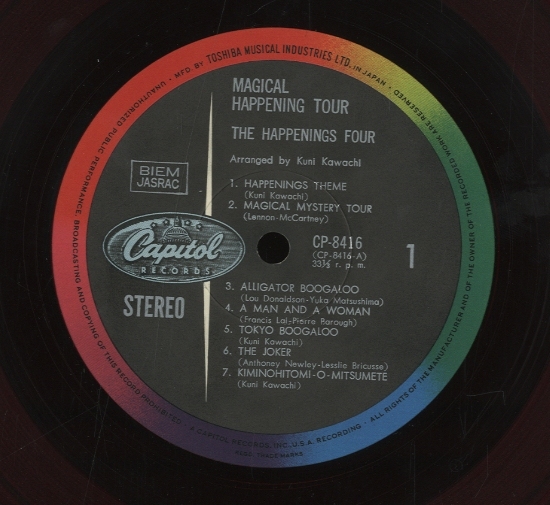 MFD. BY TOSHIBA MUSICAL INDUSTRIES LTD. IN JAPAN · ALL RIGHTS OF THE MANUFACTURER AND OF THE OWNER OF THE RECORDED WORK ARE RESERVED
UNAUTHORIZED PUBLIC PERFORMANCE, BROADCASTING AND COPYING OF THIS RECORD PROHIBITED
A CAPITOL RECORDS, INC., U.S.A. RECORDING.
TRADEMARKS.
MAGICAL
HAPPENING TOUR
THE HAPPENINGS FOUR
Arranged by Kuni Kawachi
BIEM
JASRAC
1. HAPPENINGS THEME
(Kuni Kawachi)
2. MAGICAL MYSTERY TOUR
(Lennon-McCartney)
Capitol
RECORDS
STEREO
CP-8416
(CP-8416-A)
33⅓ r. p. m.
1
3. ALLIGATOR BOOGALOO
(Lou Donaldson-Yuka Matsushima)
4. A MAN AND A WOMAN
(Francis Lai-Pierre Barough)
5. TOKYO BOOGALOO
(Kuni Kawachi)
6. THE JOKER
(Anthoney Newley-Lesslie Bricusse)
7. KIMINOHITOMI-O-MITSUMETE
(Kuni Kawachi)